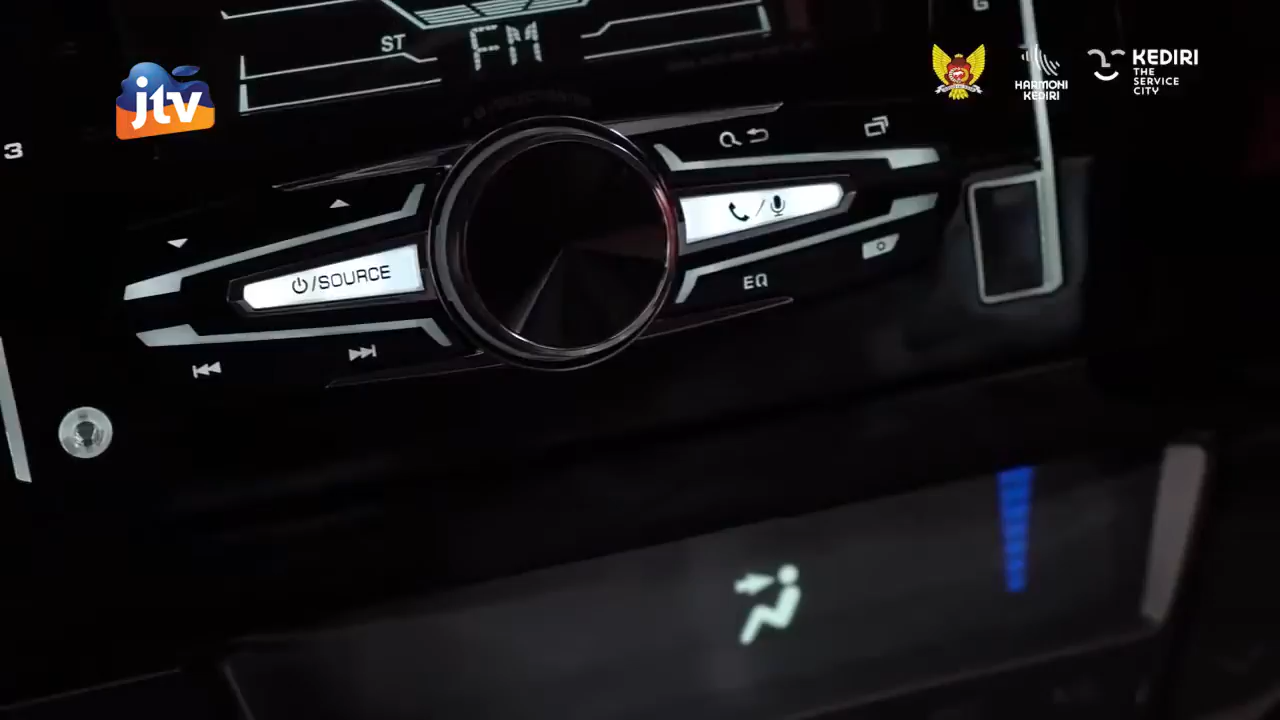 ST
FM
G
jtv
HARMONI
KEDIRI
KEDIRI
THE
SERVICE
CITY
3
/SOURCE
/
EQ